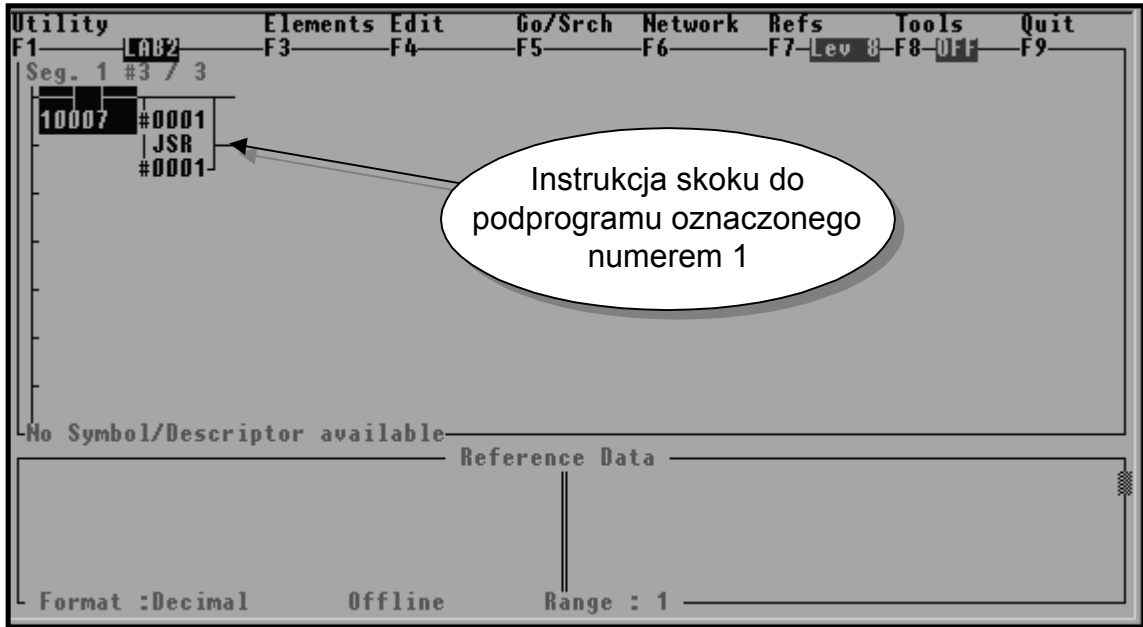 Utility Elements Edit Go/Srch Network Refs Tools Quit
F1 LAB2 F3 F4 F5 F6 F7 Lev 8 F8 OFF F9
Seg. 1 #3 / 3
10007 #0001
JSR
#0001
Instrukcja skoku do
podprogramu oznaczonego
numerem 1
No Symbol/Descriptor available
Reference Data
Format :Decimal Offline Range : 1